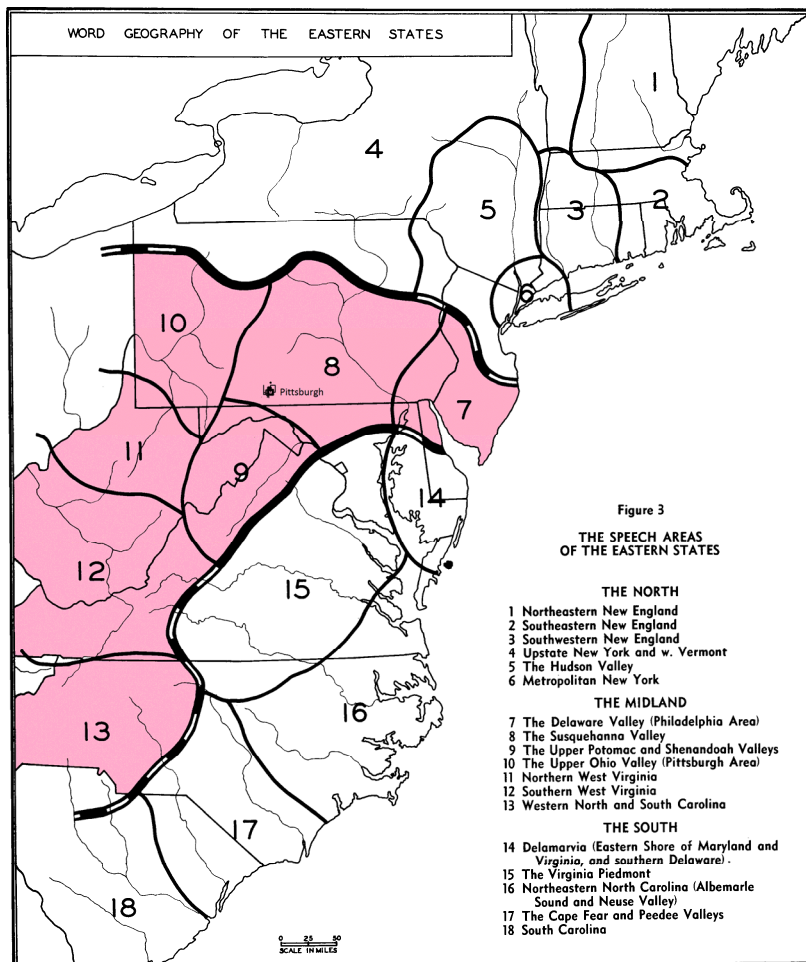 WORD GEOGRAPHY OF THE EASTERN STATES
1
4
2
5
3
6
10
8
Pittsburgh
7
11
9
14
12
15
16
13
17
18
0 25 50
SCALE IN MILES
Figure 3
THE SPEECH AREAS
OF THE EASTERN STATES
THE NORTH
1 Northeastern New England
2 Southeastern New England
3 Southwestern New England
4 Upstate New York and w. Vermont
5 The Hudson Valley
6 Metropolitan New York
THE MIDLAND
7 The Delaware Valley (Philadelphia Area)
8 The Susquehanna Valley
9 The Upper Potomac and Shenandoah Valleys
10 The Upper Ohio Valley (Pittsburgh Area)
11 Northern West Virginia
12 Southern West Virginia
13 Western North and South Carolina
THE SOUTH
14 Delamarvia (Eastern Shore of Maryland and
Virginia, and southern Delaware).
15 The Virginia Piedmont
16 Northeastern North Carolina (Albemarle
Sound and Neuse Valley)
17 The Cape Fear and Peedee Valleys
18 South Carolina